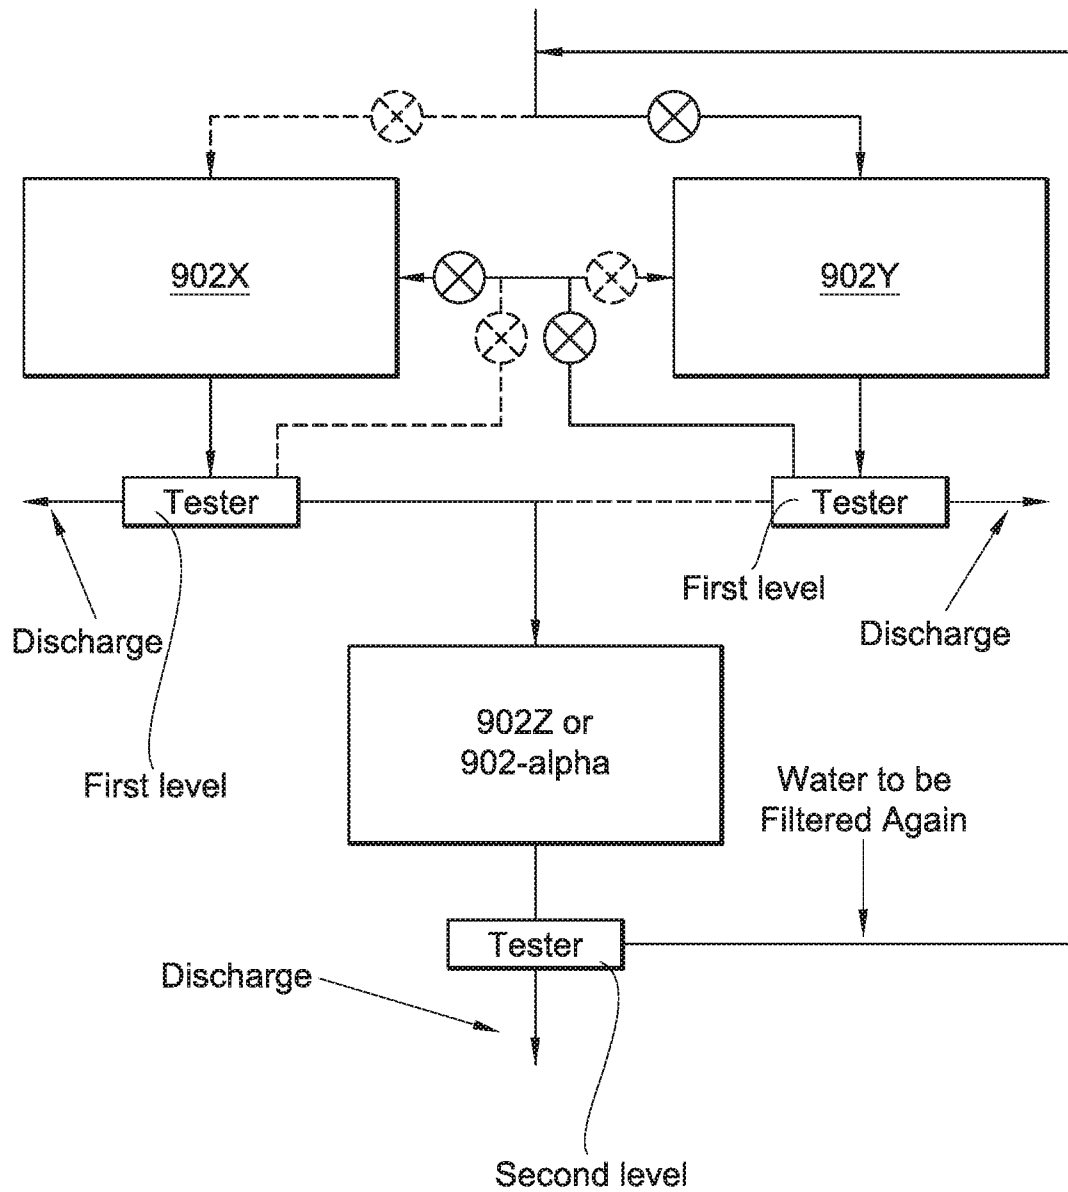 902X
902Y
Tester
Tester
First level
Discharge
Discharge
First level
902Z or
902-alpha
Water to be
Filtered Again
Tester
Discharge
Second level